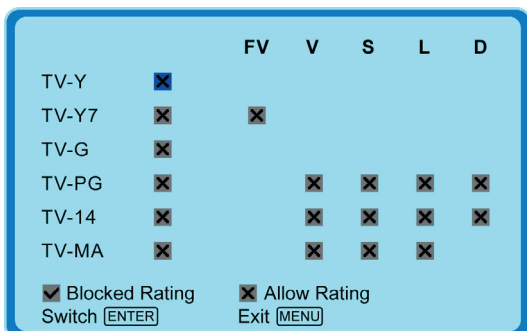 FV V S L D
TV-Y
TV-Y7
TV-G
TV-PG
TV-14
TV-MA
Blocked Rating Allow Rating
Switch ENTER Exit MENU